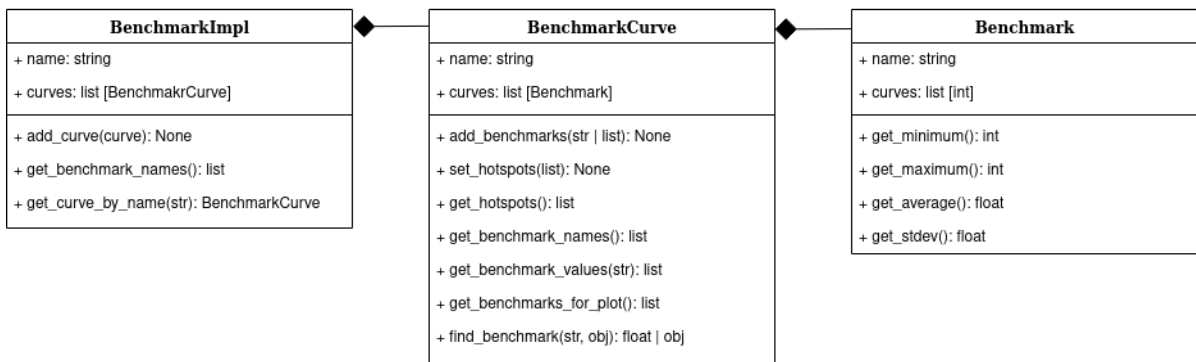 BenchmarkImpl
+ name: string
+ curves: list [BenchmakrCurve]
+ add_curve(curve): None
+ get_benchmark_names(): list
+ get_curve_by_name(str): BenchmarkCurve
BenchmarkCurve
+ name: string
+ curves: list [Benchmark]
+ add_benchmarks(str | list): None
+ set_hotspots(list): None
+ get_hotspots(): list
+ get_benchmark_names(): list
+ get_benchmark_values(str): list
+ get_benchmarks_for_plot(): list
+ find_benchmark(str, obj): float | obj
Benchmark
+ name: string
+ curves: list [int]
+ get_minimum(): int
+ get_maximum(): int
+ get_average(): float
+ get_stdev(): float